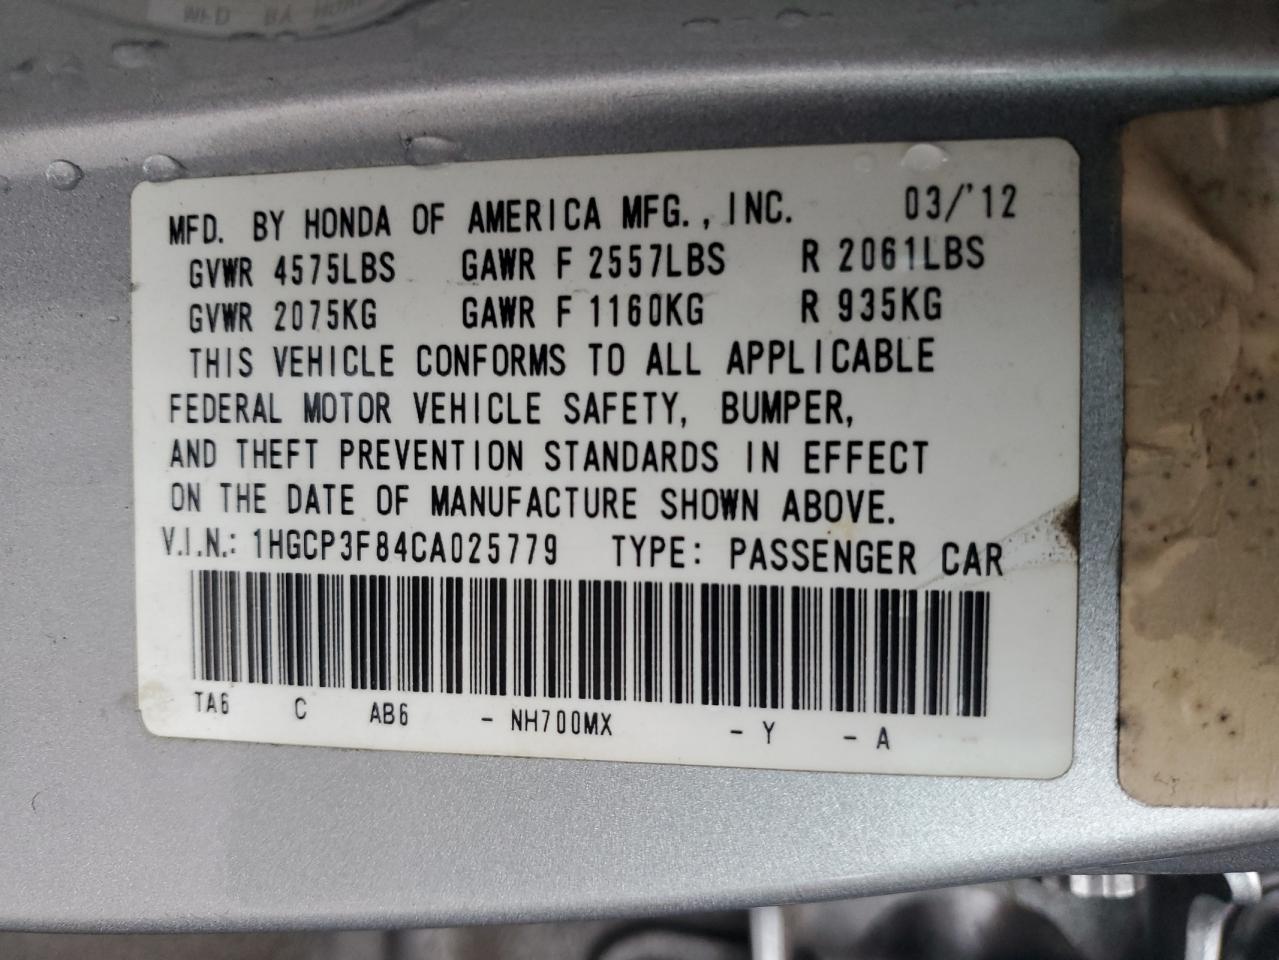 MFD. BY HONDA OF AMERICA MFG., INC. 03/'12
GVWR 4575LBS GAWR F 2557LBS R 2061LBS
GVWR 2075KG GAWR F 1160KG R 935KG
THIS VEHICLE CONFORMS TO ALL APPLICABLE
FEDERAL MOTOR VEHICLE SAFETY, BUMPER,
AND THEFT PREVENTION STANDARDS IN EFFECT
ON THE DATE OF MANUFACTURE SHOWN ABOVE.
V.I.N.: 1HGCP3F84CA025779 TYPE: PASSENGER CAR
TA6 C AB6 - NH700MX - Y - A